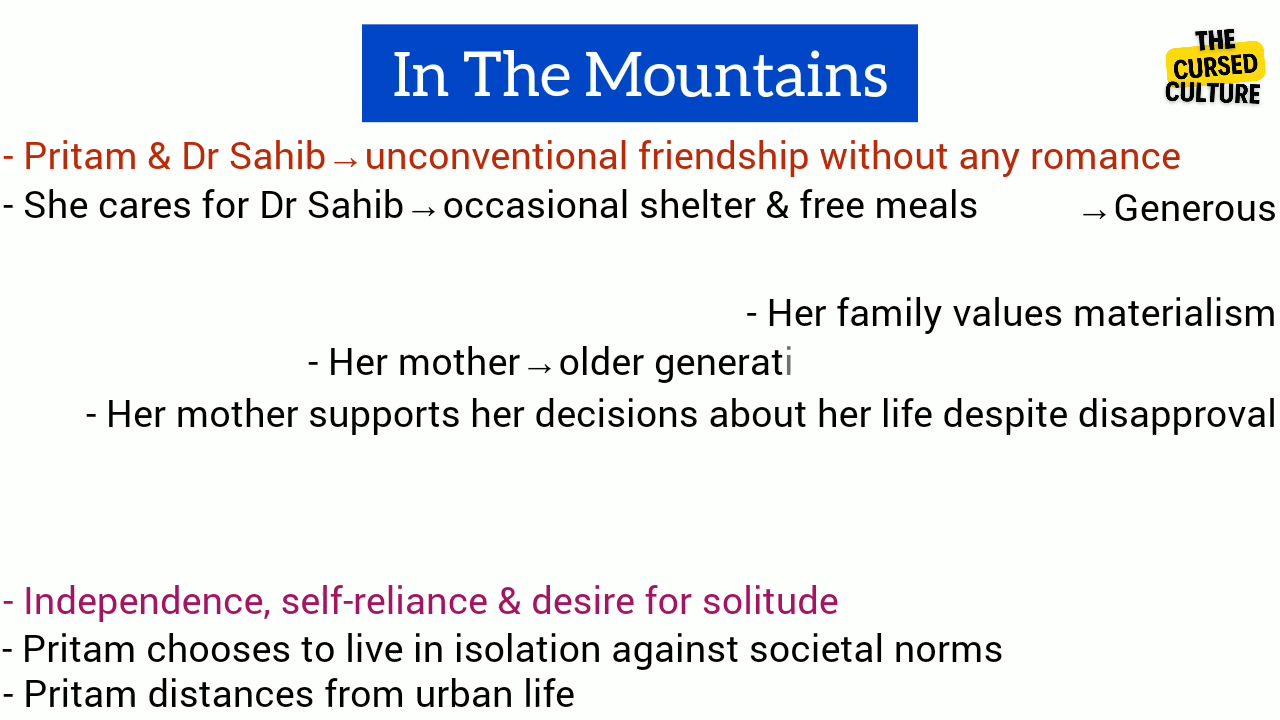 In The Mountains
THE
CURSED
CULTURE
- Pritam & Dr Sahib→unconventional friendship without any romance
- She cares for Dr Sahib→occasional shelter & free meals →Generous
- Her family values materialism
- Her mother→older generati
- Her mother supports her decisions about her life despite disapproval
- Independence, self-reliance & desire for solitude
- Pritam chooses to live in isolation against societal norms
- Pritam distances from urban life